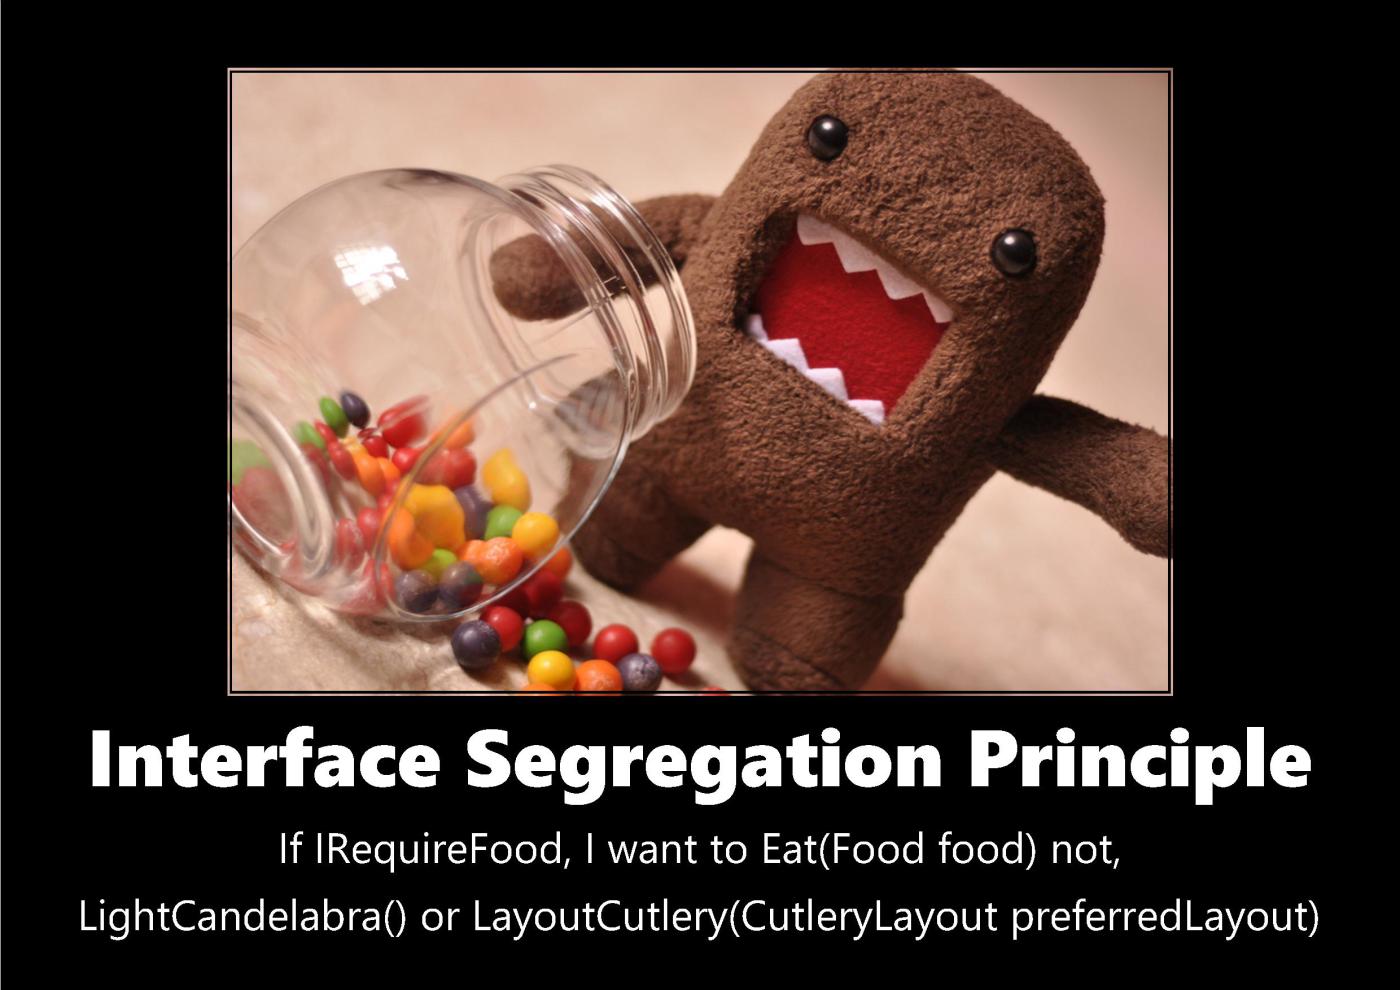 Interface Segregation Principle
If IRequireFood, I want to Eat(Food food) not,
LightCandelabra() or LayoutCutlery(CutleryLayout preferredLayout)